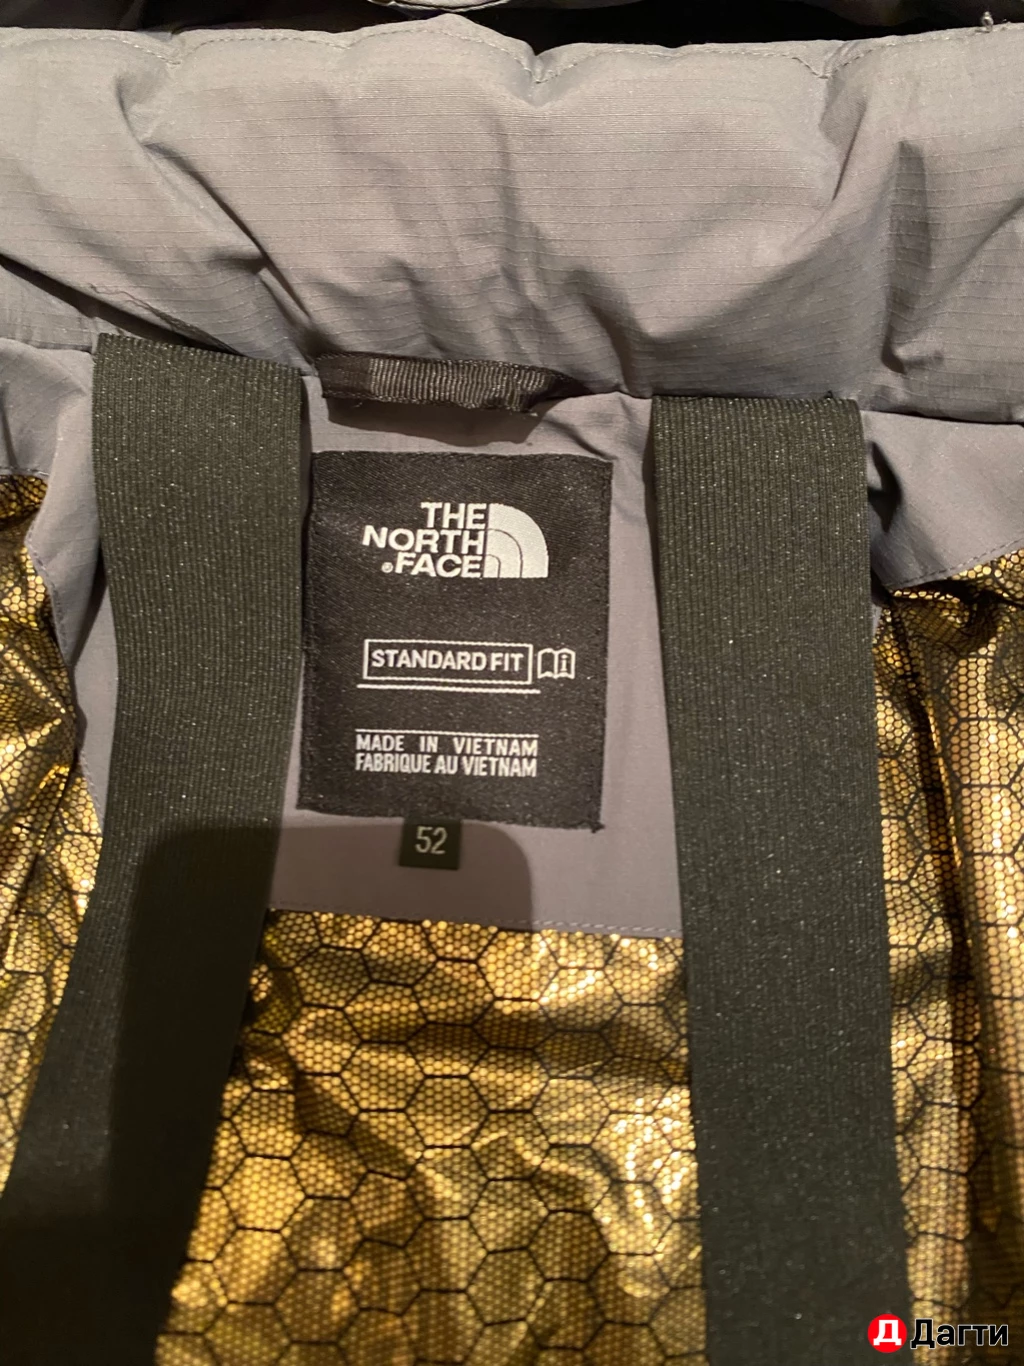 THE
NORTH
®FACE
STANDARD FIT
MADE IN VIETNAM
FABRIQUE AU VIETNAM
52
Д Дагти